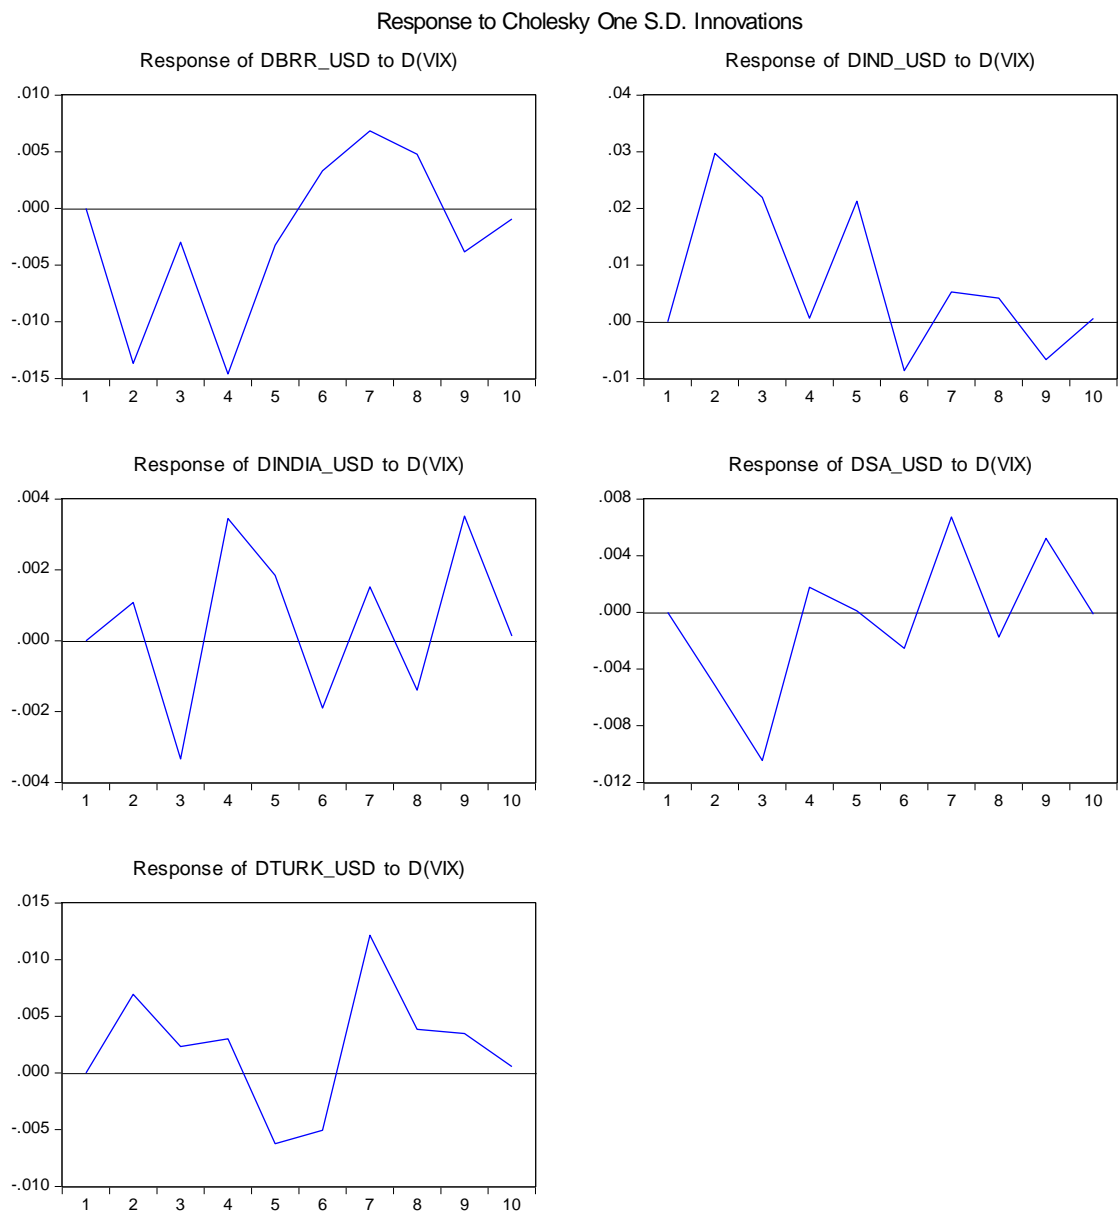 Response to Cholesky One S.D. Innovations
Response of DBRR_USD to D(VIX)
.010
.005
.000
-.005
-.010
-.015
1 2 3 4 5 6 7 8 9 10
Response of DIND_USD to D(VIX)
.04
.03
.02
.01
.00
-.01
1 2 3 4 5 6 7 8 9 10
Response of DINDIA_USD to D(VIX)
.004
.002
.000
-.002
-.004
1 2 3 4 5 6 7 8 9 10
Response of DSA_USD to D(VIX)
.008
.004
.000
-.004
-.008
-.012
1 2 3 4 5 6 7 8 9 10
Response of DTURK_USD to D(VIX)
.015
.010
.005
.000
-.005
-.010
1 2 3 4 5 6 7 8 9 10